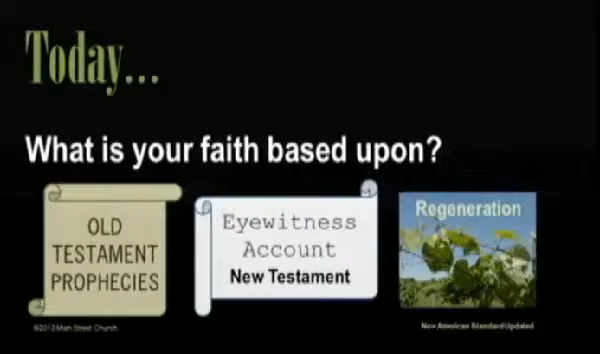 Today...
What is your faith based upon?
OLD
TESTAMENT
PROPHECIES
Eyewitness
Account
New Testament
Regeneration
©2013 Main Street Church
New American Standard Updated